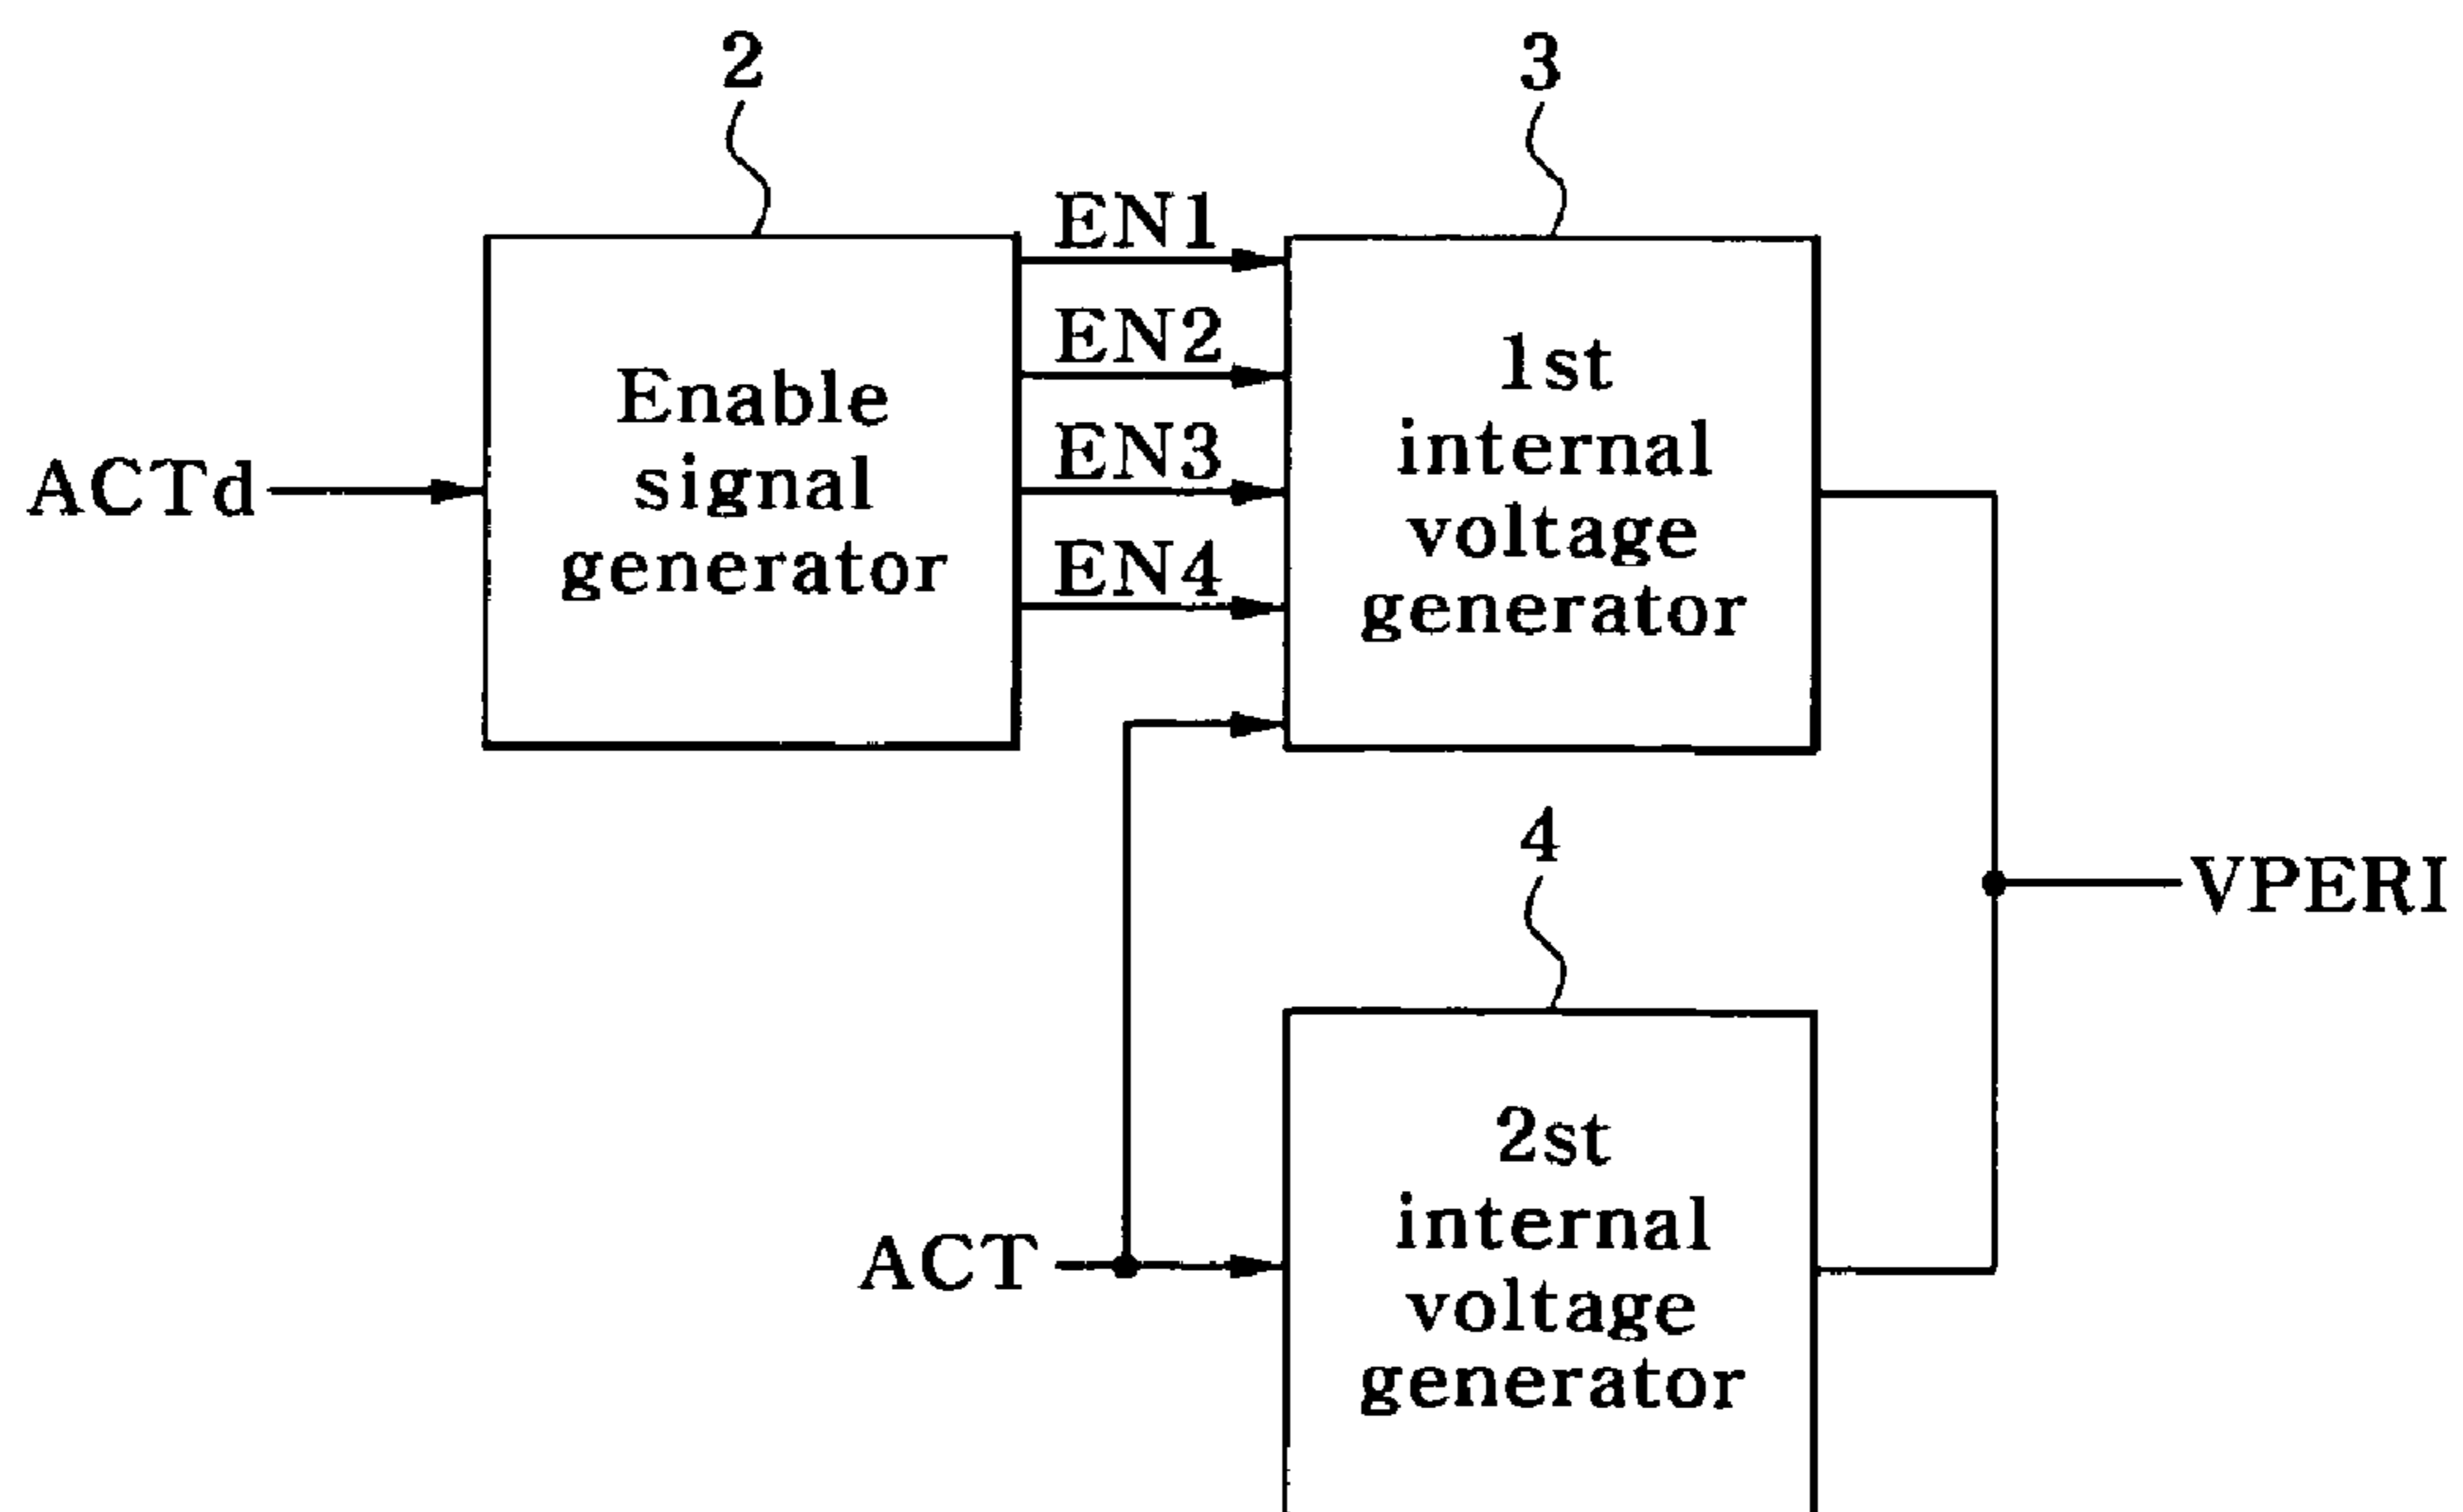 2
3
EN1
EN2
EN3
EN4
Enable
signal
generator
1st
internal
voltage
generator
ACTd
4
VPERI
ACT
2st
internal
voltage
generator